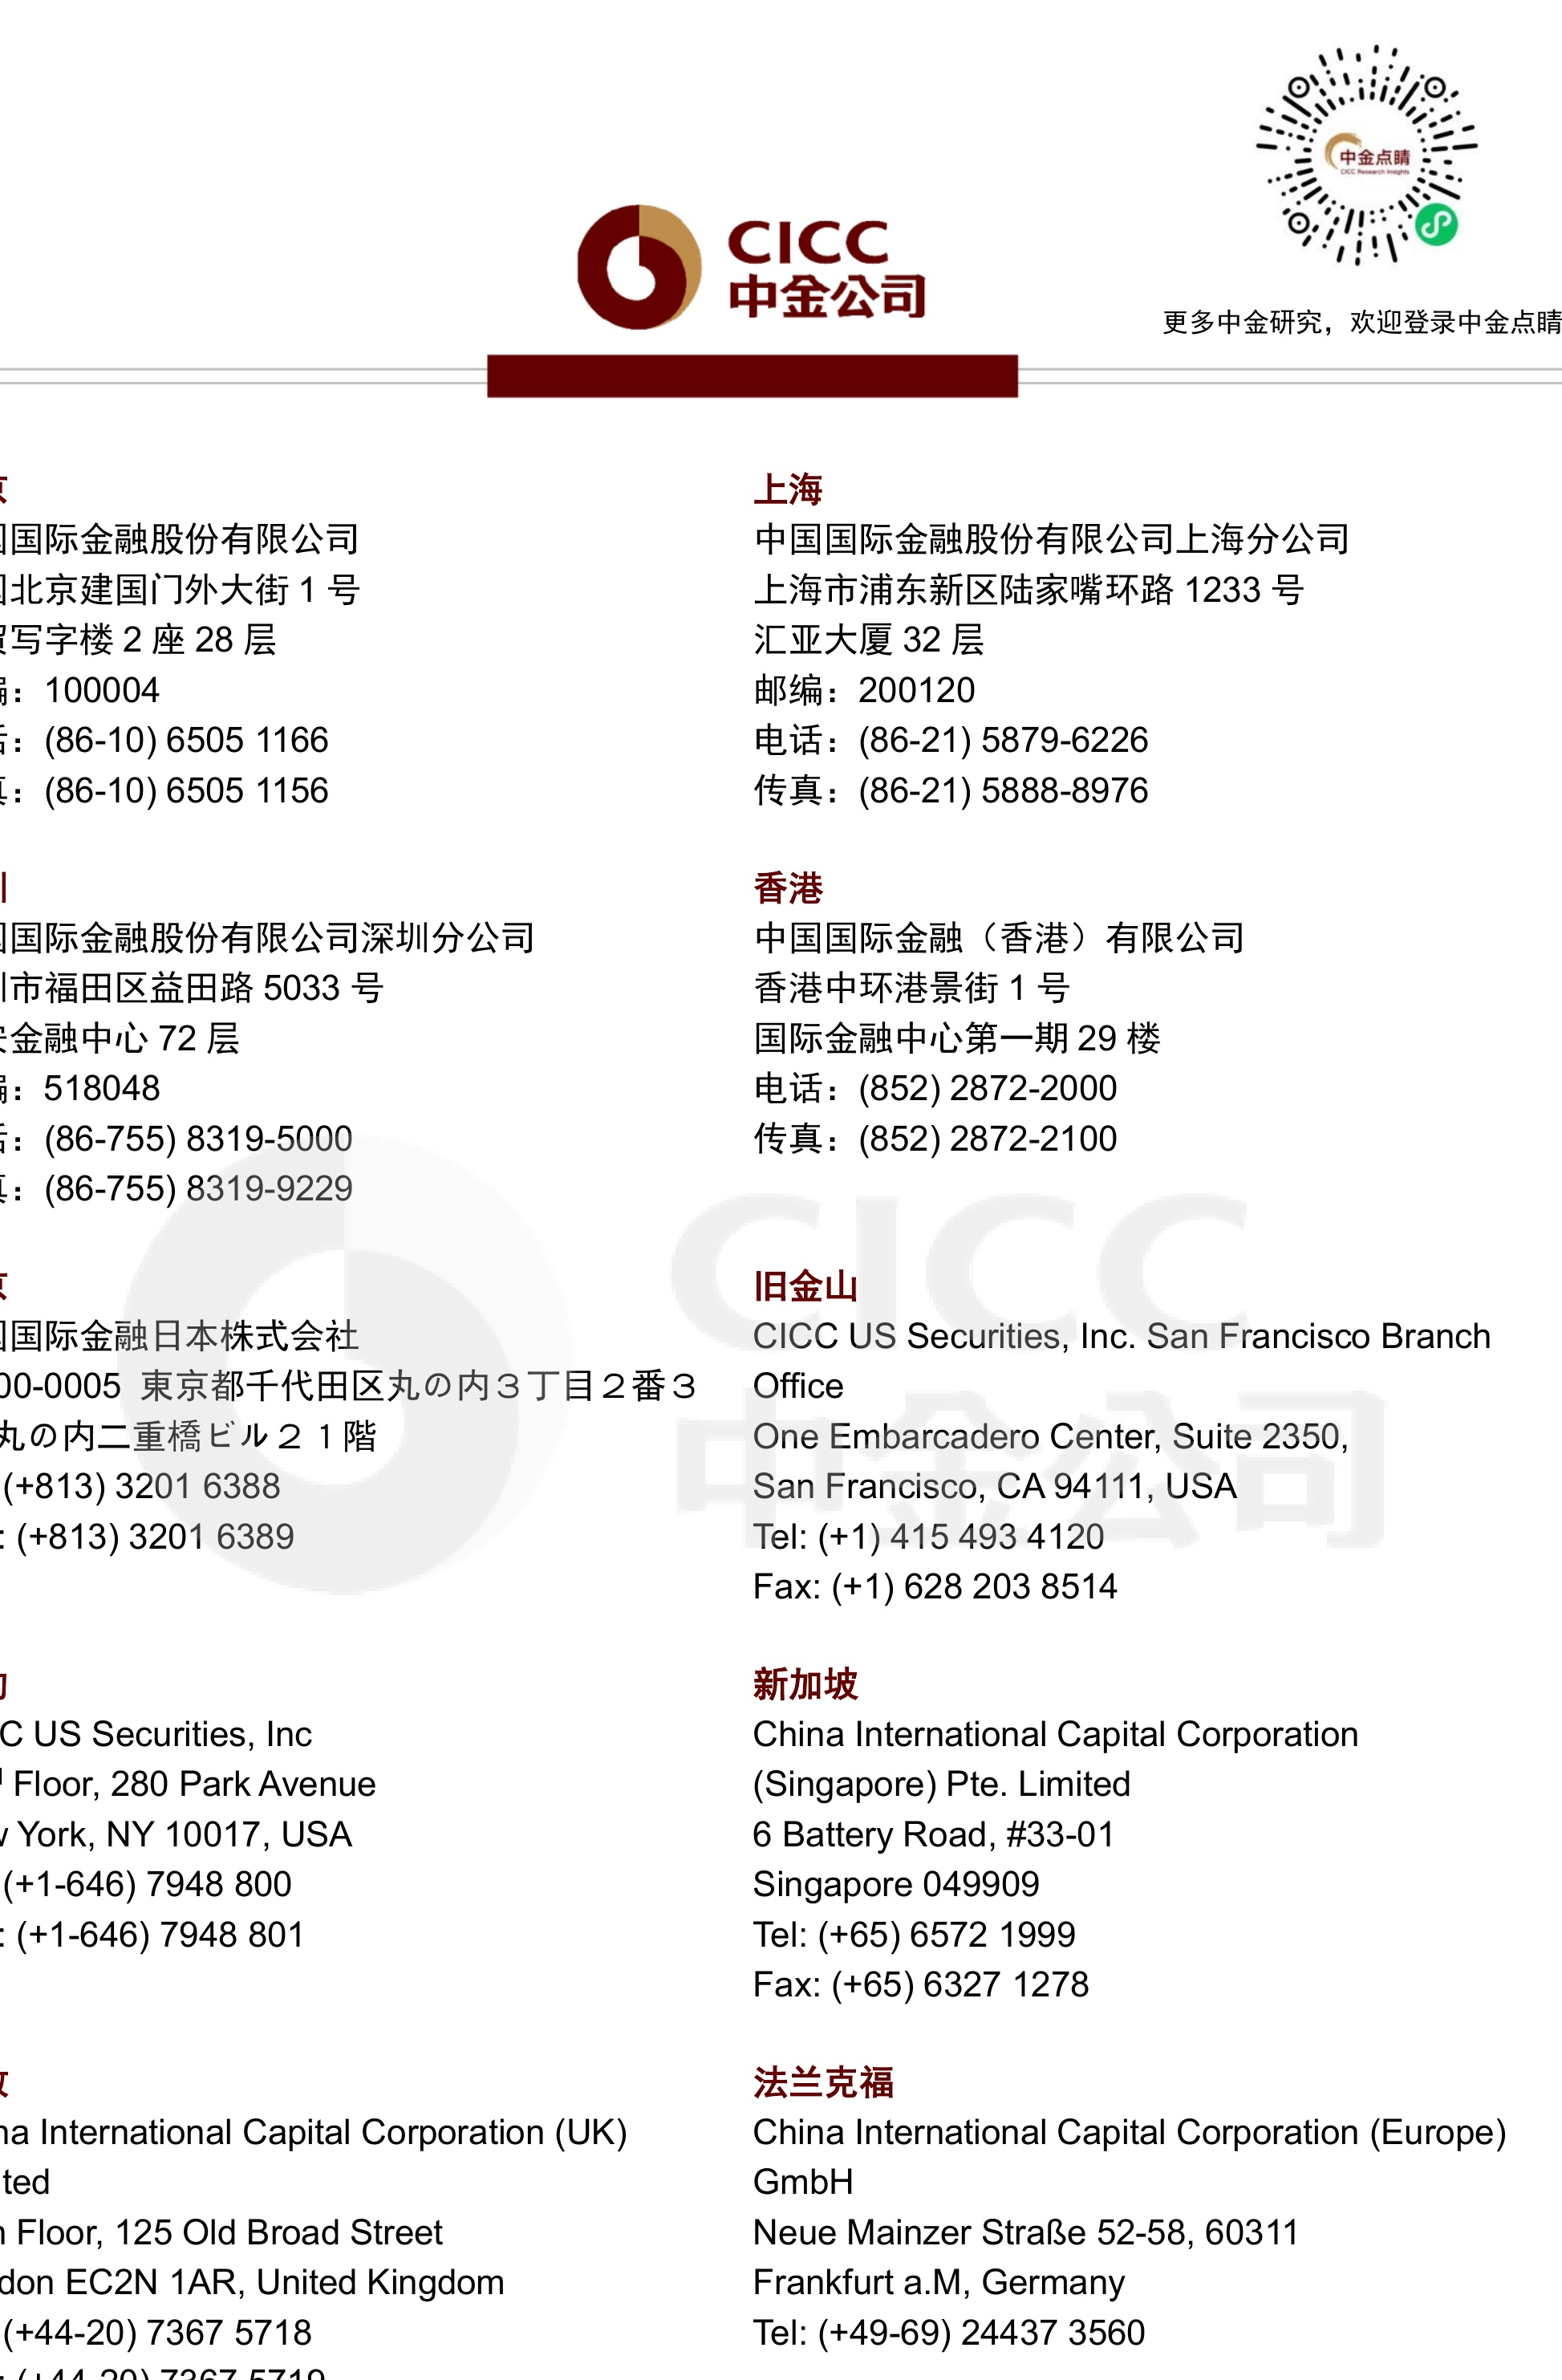 中金点睛
CICC Research Insights
CICC
中金公司
更多中金研究，欢迎登录中金点睛
国际金融股份有限公司
北京建国门外大街 1 号
写字楼 2 座 28 层
：100004
：(86-10) 6505 1166
：(86-10) 6505 1156
上海
中国国际金融股份有限公司上海分公司
上海市浦东新区陆家嘴环路 1233 号
汇亚大厦 32 层
邮编：200120
电话：(86-21) 5879-6226
传真：(86-21) 5888-8976
国际金融股份有限公司深圳分公司
市福田区益田路 5033 号
金融中心 72 层
：518048
：(86-755) 8319-5000
：(86-755) 8319-9229
香港
中国国际金融（香港）有限公司
香港中环港景街 1 号
国际金融中心第一期 29 楼
电话：(852) 2872-2000
传真：(852) 2872-2100
国际金融日本株式会社
00-0005 東京都千代田区丸の内３丁目２番３
丸の内二重橋ビル２１階
(+813) 3201 6388
: (+813) 3201 6389
旧金山
CICC US Securities, Inc. San Francisco Branch
Office
One Embarcadero Center, Suite 2350,
San Francisco, CA 94111, USA
Tel: (+1) 415 493 4120
Fax: (+1) 628 203 8514
C US Securities, Inc
Floor, 280 Park Avenue
York, NY 10017, USA
(+1-646) 7948 800
: (+1-646) 7948 801
新加坡
China International Capital Corporation
(Singapore) Pte. Limited
6 Battery Road, #33-01
Singapore 049909
Tel: (+65) 6572 1999
Fax: (+65) 6327 1278
na International Capital Corporation (UK)
ted
Floor, 125 Old Broad Street
don EC2N 1AR, United Kingdom
(+44-20) 7367 5718
: (+44-20) 7367 5719
法兰克福
China International Capital Corporation (Europe)
GmbH
Neue Mainzer Straße 52-58, 60311
Frankfurt a.M, Germany
Tel: (+49-69) 24437 3560
CICC
中金公司